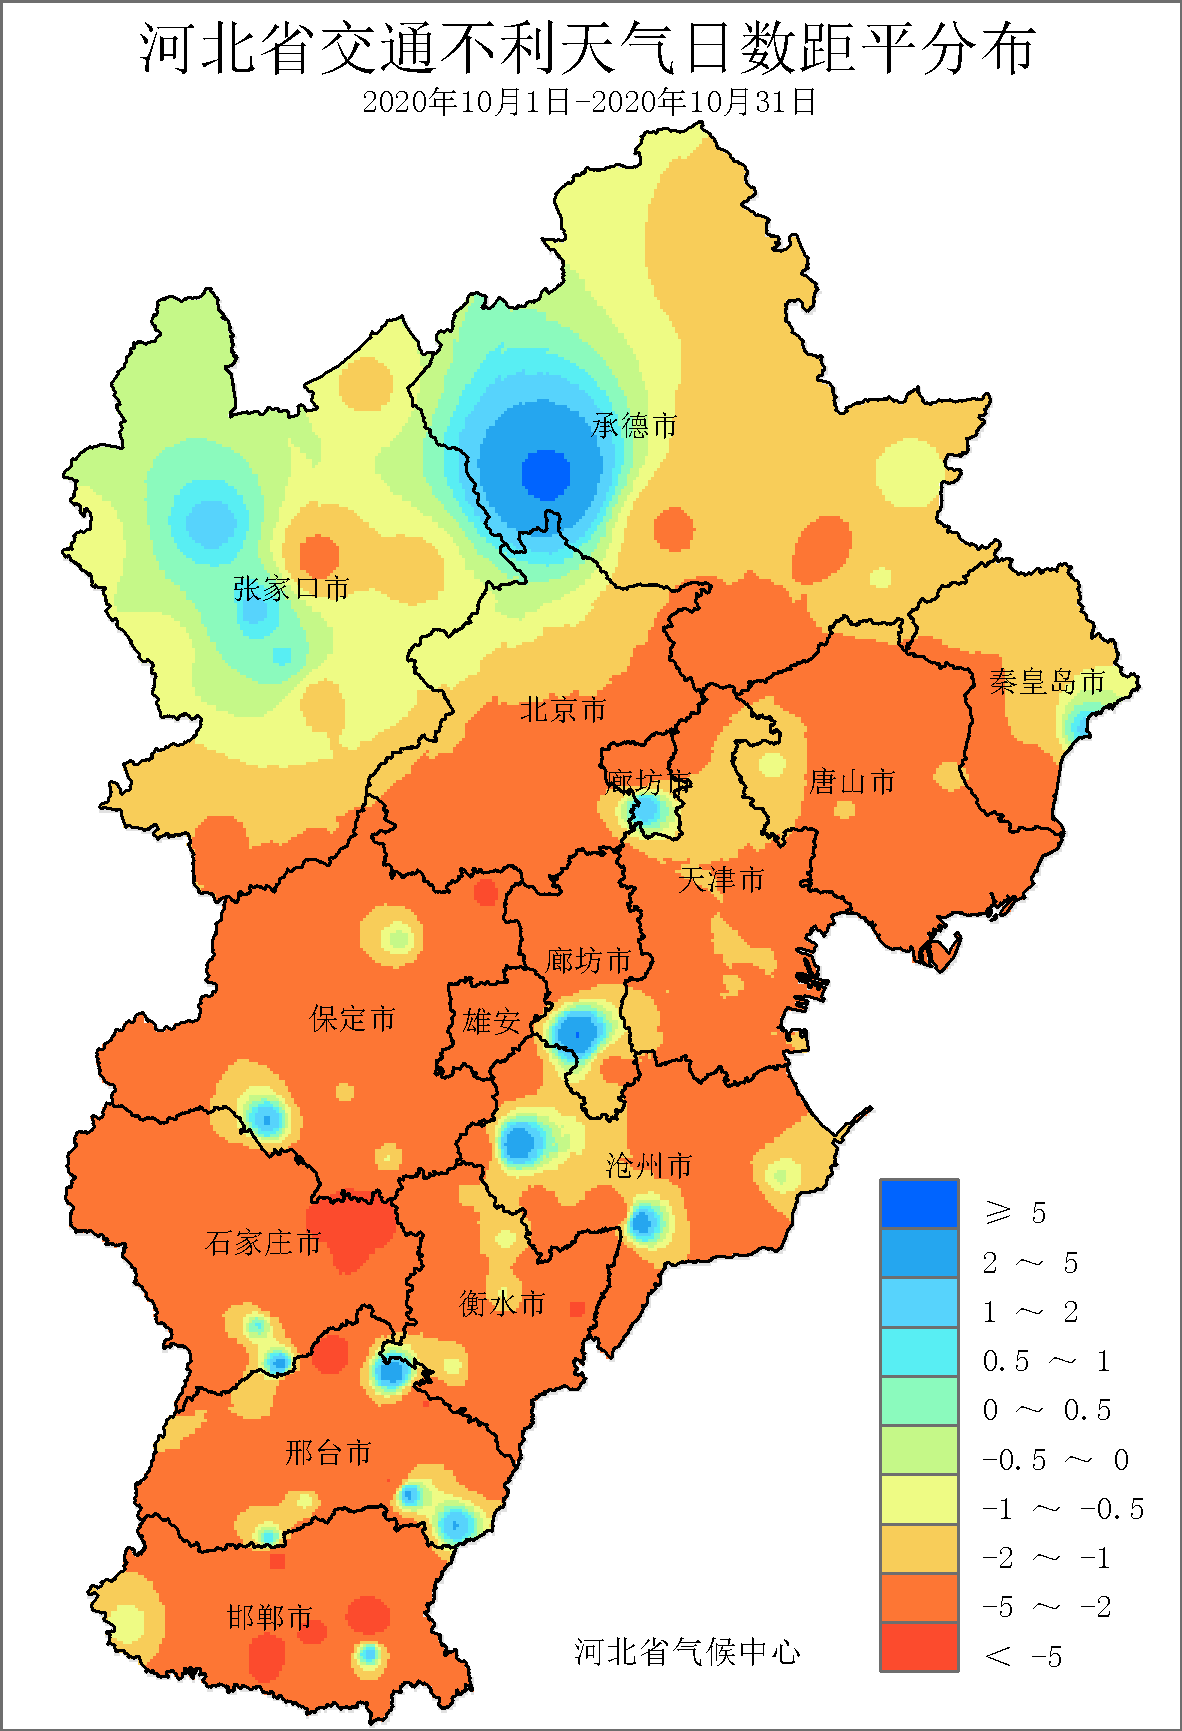 河北省交通不利天气日数距平分布
2020年10月1日-2020年10月31日
承德市
张家口市
秦皇岛市
北京市
廊坊市
唐山市
天津市
廊坊市
保定市
雄安
沧州市
石家庄市
衡水市
邢台市
邯郸市
≥ 5
2 ～ 5
1 ～ 2
0.5 ～ 1
0 ～ 0.5
-0.5 ～ 0
-1 ～ -0.5
-2 ～ -1
-5 ～ -2
< -5
河北省气候中心